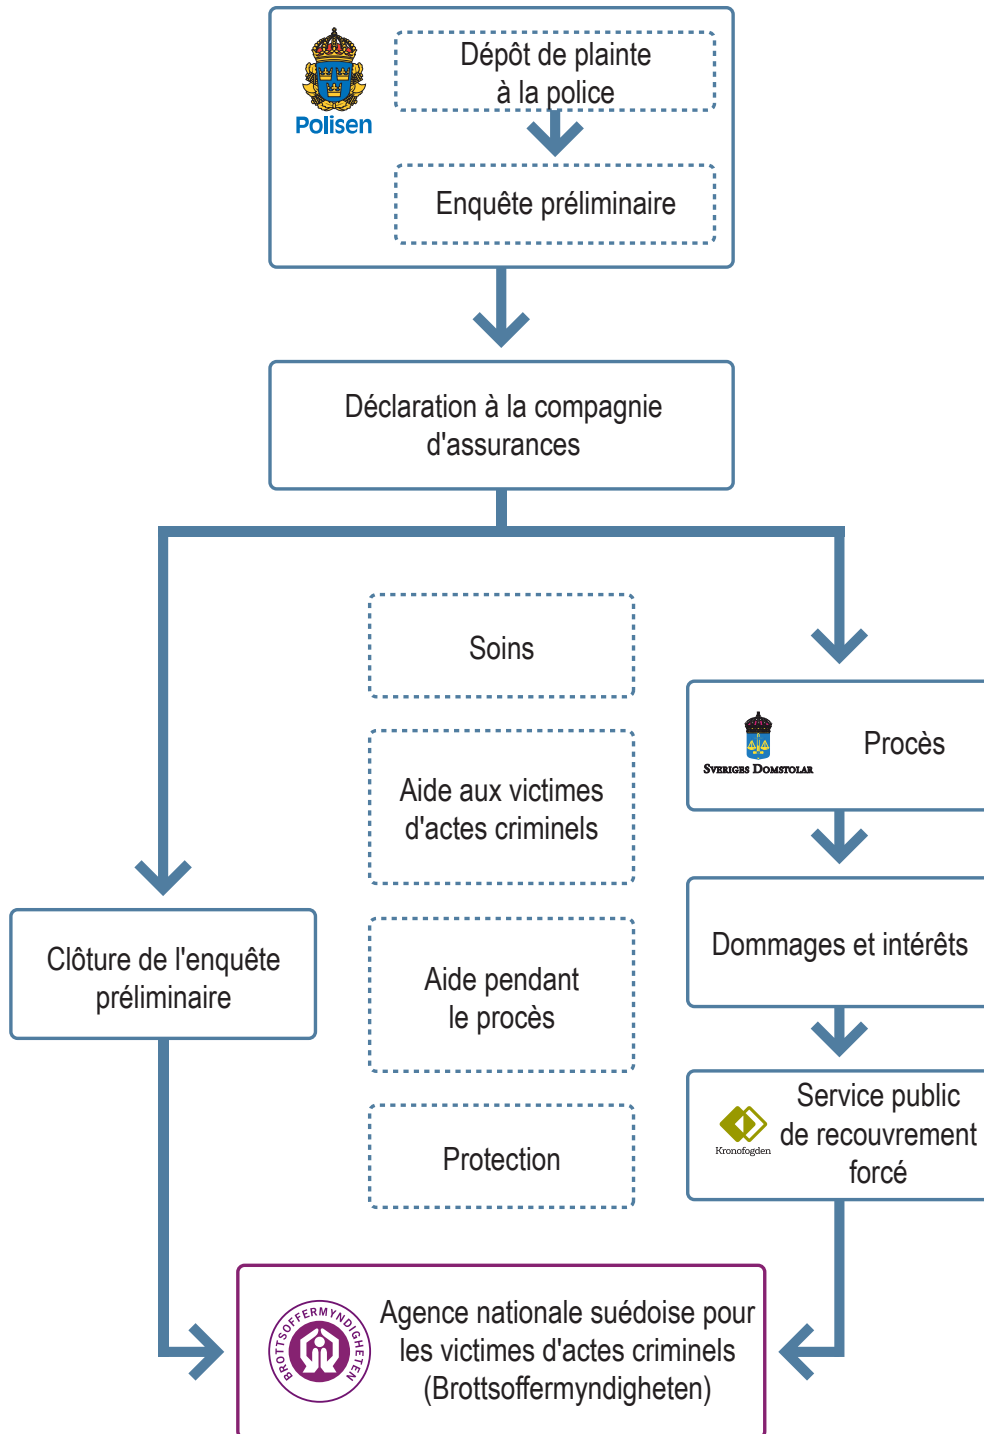 Polisen
Dépôt de plainte
à la police
Enquête préliminaire
Déclaration à la compagnie
d'assurances
Soins
Aide aux victimes
d'actes criminels
Aide pendant
le procès
Protection
Clôture de l'enquête
préliminaire
SVERIGES DOMSTOLAR
Procès
Dommages et intérêts
Kronofogden
Service public
de recouvrement
forcé
BROTTSOFFERMYNDIGHETEN
Agence nationale suédoise pour
les victimes d'actes criminels
(Brottsoffermyndigheten)